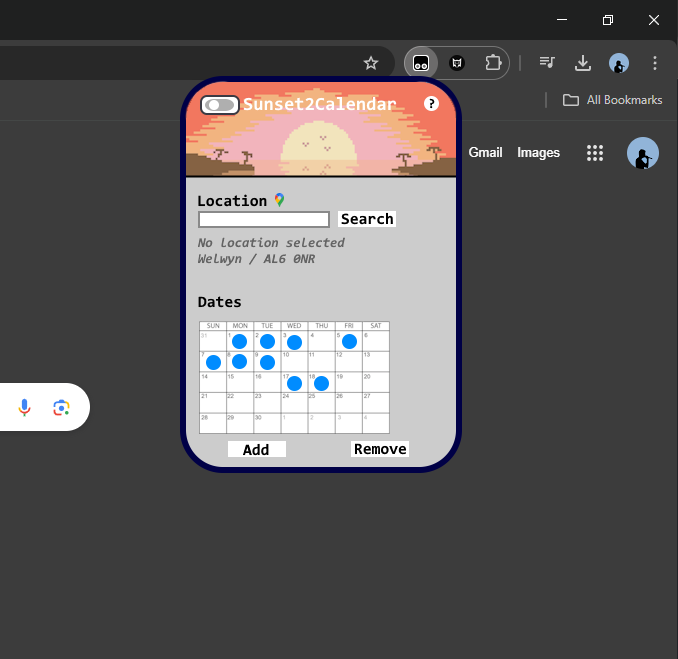 All Bookmarks
Sunset2Calendar ?
Gmail Images
Location
Search
No location selected
Welwyn / AL6 0NR
Dates
SUN MON TUE WED THU FRI SAT
31 1 2 3 4 5 6
7 8 9 10 11 12 13
14 15 16 17 18 19 20
21 22 23 24 25 26 27
28 29 30 1 2 3 4
Add Remove